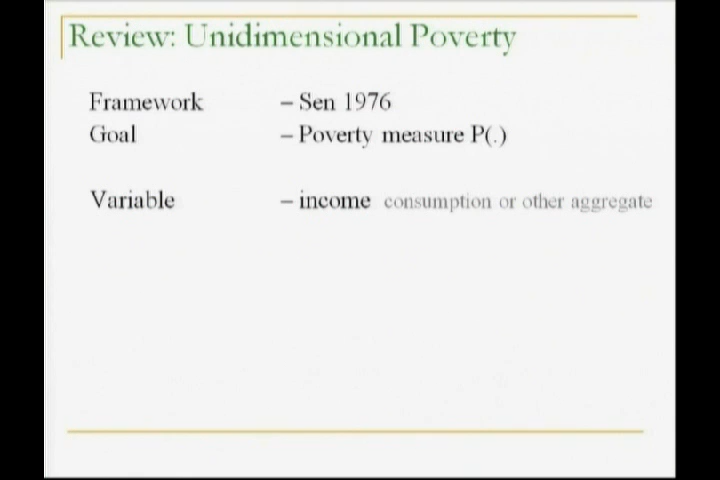 Review: Unidimensional Poverty
Framework – Sen 1976
Goal – Poverty measure P(.)
Variable – income consumption or other aggregate